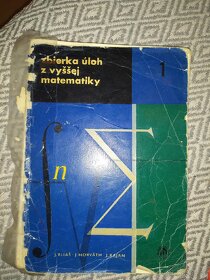 zbierka úloh
z vyššej
matematiky
1
n
J. ELIAŠ J. HORVÁTH J. KAJAN